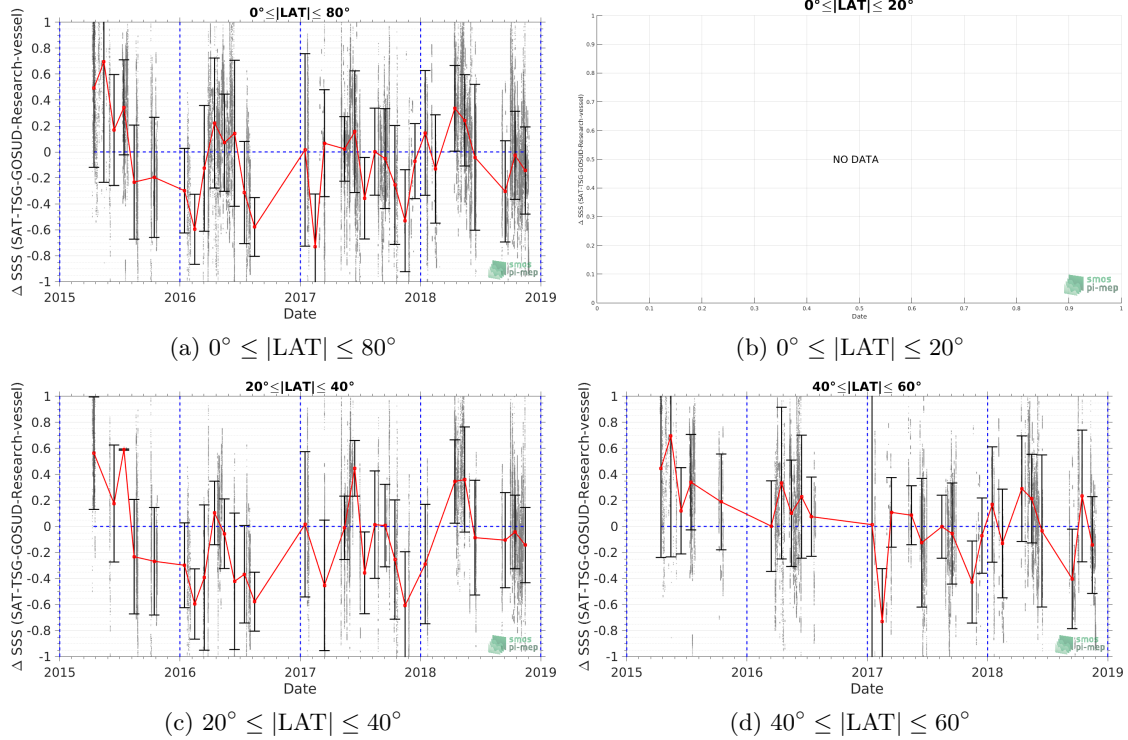 0°≤|LAT|≤ 80°
Δ SSS (SAT-TSG-GOSUD-Research-vessel)
1
0.8
0.6
0.4
0.2
0
-0.2
-0.4
-0.6
-0.8
-1
2015 2016 2017 2018 2019
Date
smos
pi-mep
(a) 0° ≤ |LAT| ≤ 80°
0°≤|LAT|≤ 20°
Δ SSS (SAT-TSG-GOSUD-Research-vessel)
1
0.9
0.8
0.7
0.6
0.5
0.4
0.3
0.2
0.1
0
NO DATA
0 0.1 0.2 0.3 0.4 0.5 0.6 0.7 0.8 0.9 1
Date
smos
pi-mep
(b) 0° ≤ |LAT| ≤ 20°
20°≤|LAT|≤ 40°
Δ SSS (SAT-TSG-GOSUD-Research-vessel)
1
0.8
0.6
0.4
0.2
0
-0.2
-0.4
-0.6
-0.8
-1
2015 2016 2017 2018 2019
Date
smos
pi-mep
(c) 20° ≤ |LAT| ≤ 40°
40°≤|LAT|≤ 60°
Δ SSS (SAT-TSG-GOSUD-Research-vessel)
1
0.8
0.6
0.4
0.2
0
-0.2
-0.4
-0.6
-0.8
-1
2015 2016 2017 2018 2019
Date
smos
pi-mep
(d) 40° ≤ |LAT| ≤ 60°